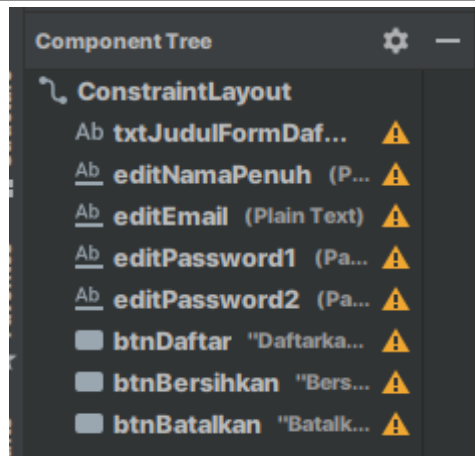 Component Tree
ConstraintLayout
Ab txtJudulFormDaf...
Ab editNamaPenuh (P...
Ab editEmail (Plain Text)
Ab editPassword1 (Pa...
Ab editPassword2 (Pa...
btnDaftar "Daftarka...
btnBersihkan "Bers...
btnBatalkan "Batalk...